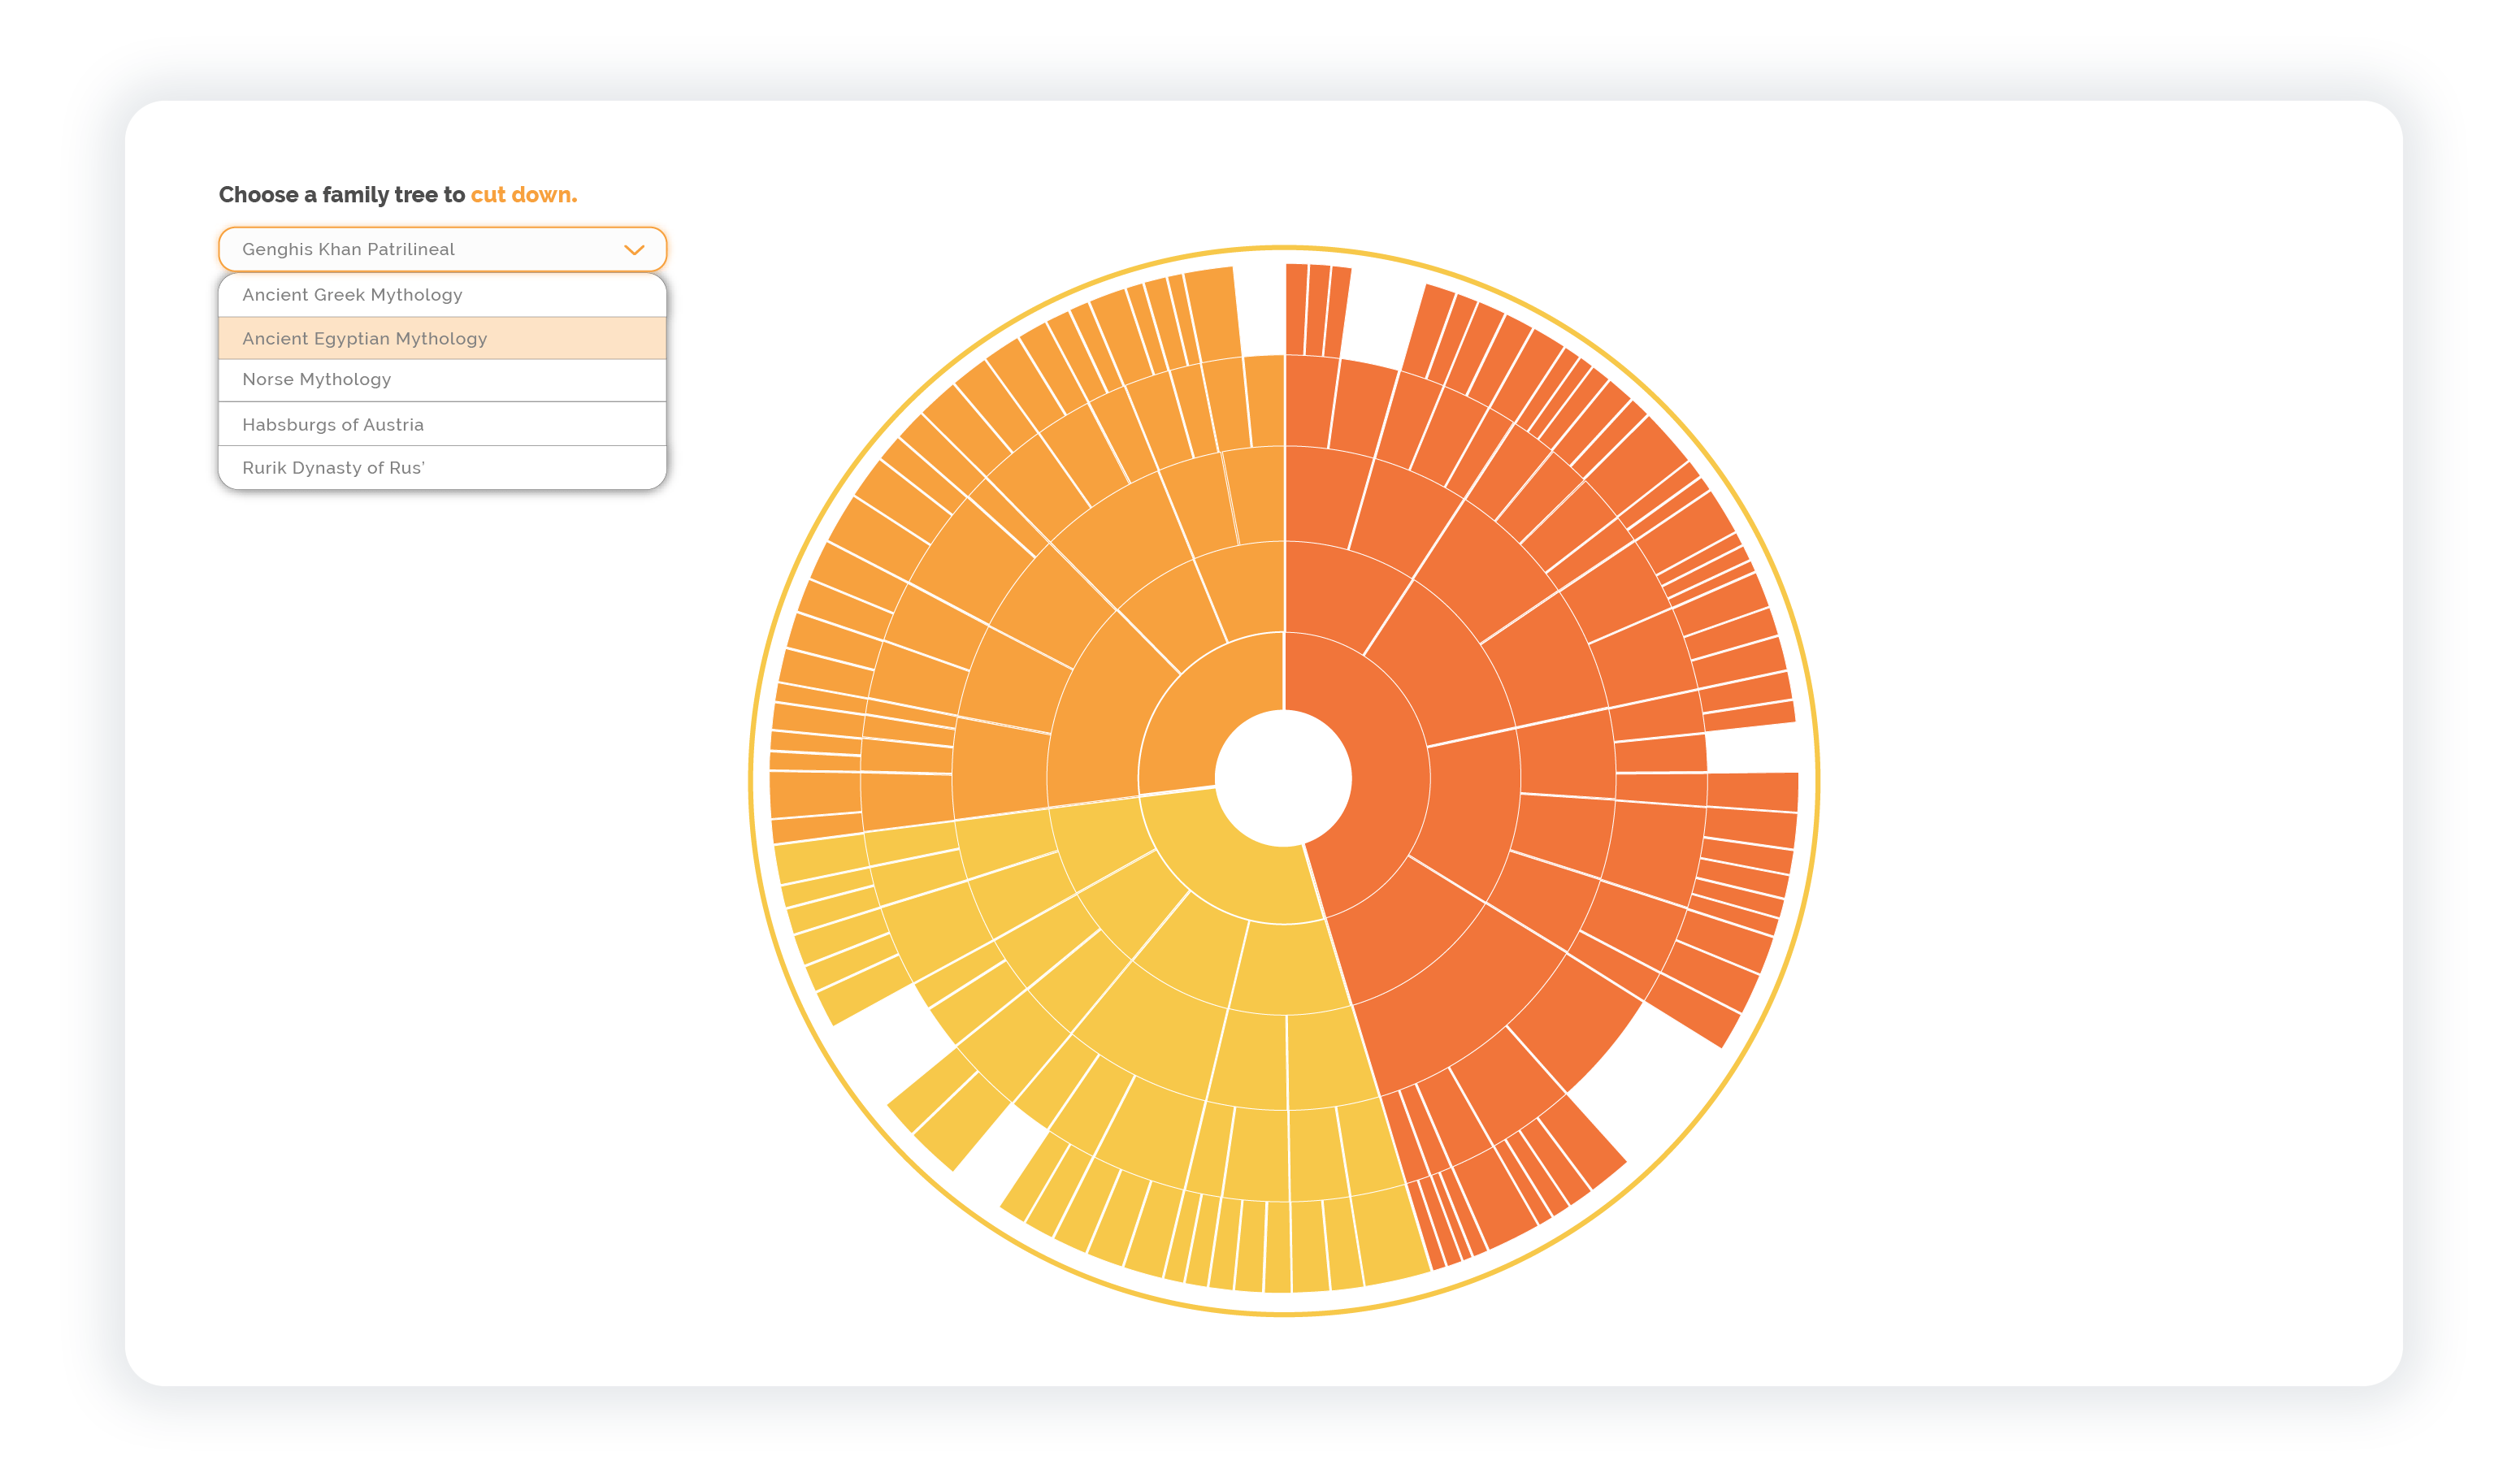 Choose a family tree to cut down.
Genghis Khan Patrilineal
Ancient Greek Mythology
Ancient Egyptian Mythology
Norse Mythology
Habsburgs of Austria
Rurik Dynasty of Rus’